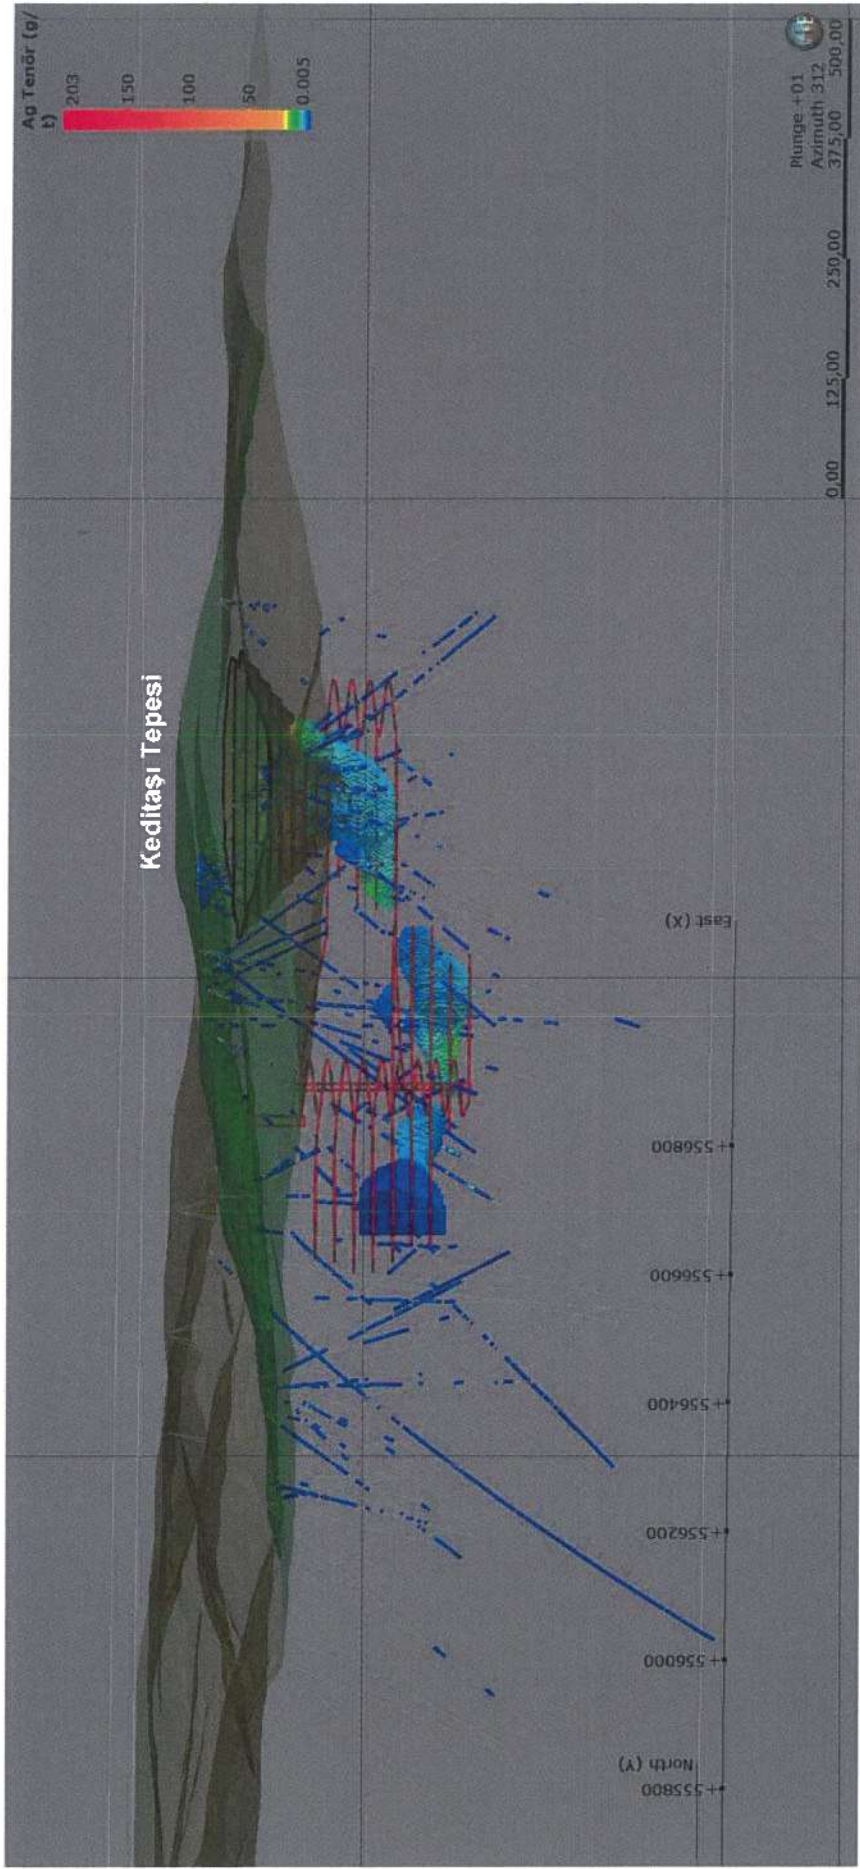 Keditaşı Tepesi
Ag Tenör (g/
t)
203
150
100
50
0.005
East (X)
North (Y)
+555800
+556000
+556200
+556400
+556600
+556800
Plunge +01
Azimuth 312
0,00
125,00
250,00
375,00
500,00